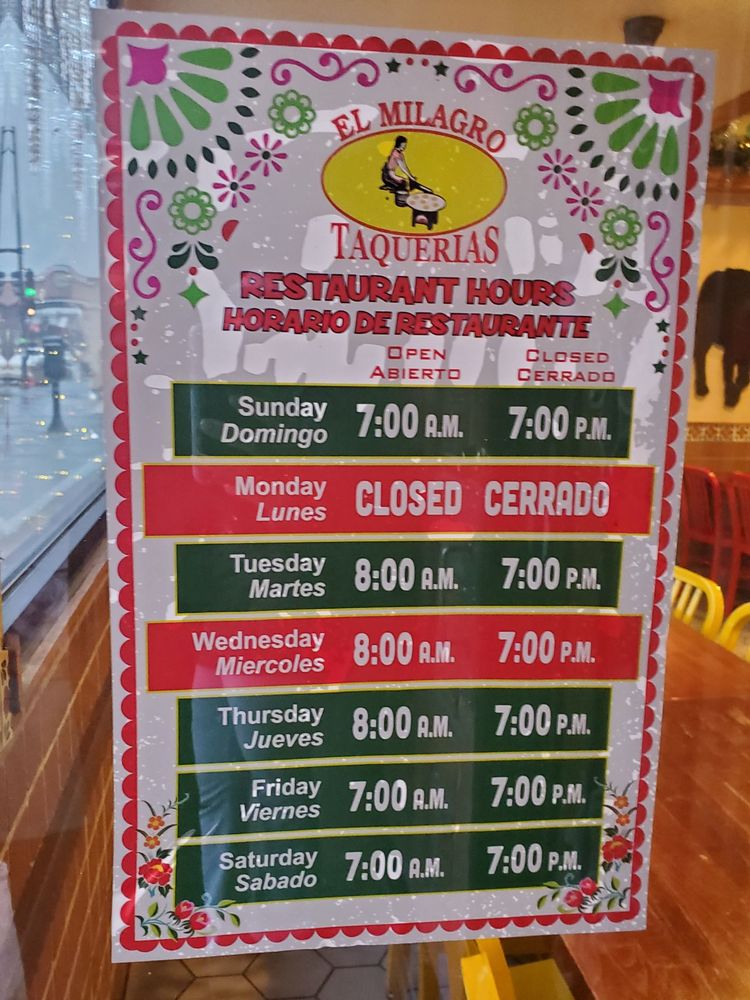 EL MILAGRO
TAQUERIAS
RESTAURANT HOURS
HORARIO DE RESTAURANTE
OPEN CLOSED
ABIERTO CERRADO
Sunday 7:00 A.M. 7:00 P.M.
Domingo
Monday CLOSED CERRADO
Lunes
Tuesday 8:00 A.M. 7:00 P.M.
Martes
Wednesday 8:00 A.M. 7:00 P.M.
Miercoles
Thursday 8:00 A.M. 7:00 P.M.
Jueves
Friday 7:00 A.M. 7:00 P.M.
Viernes
Saturday 7:00 A.M. 7:00 P.M.
Sabado